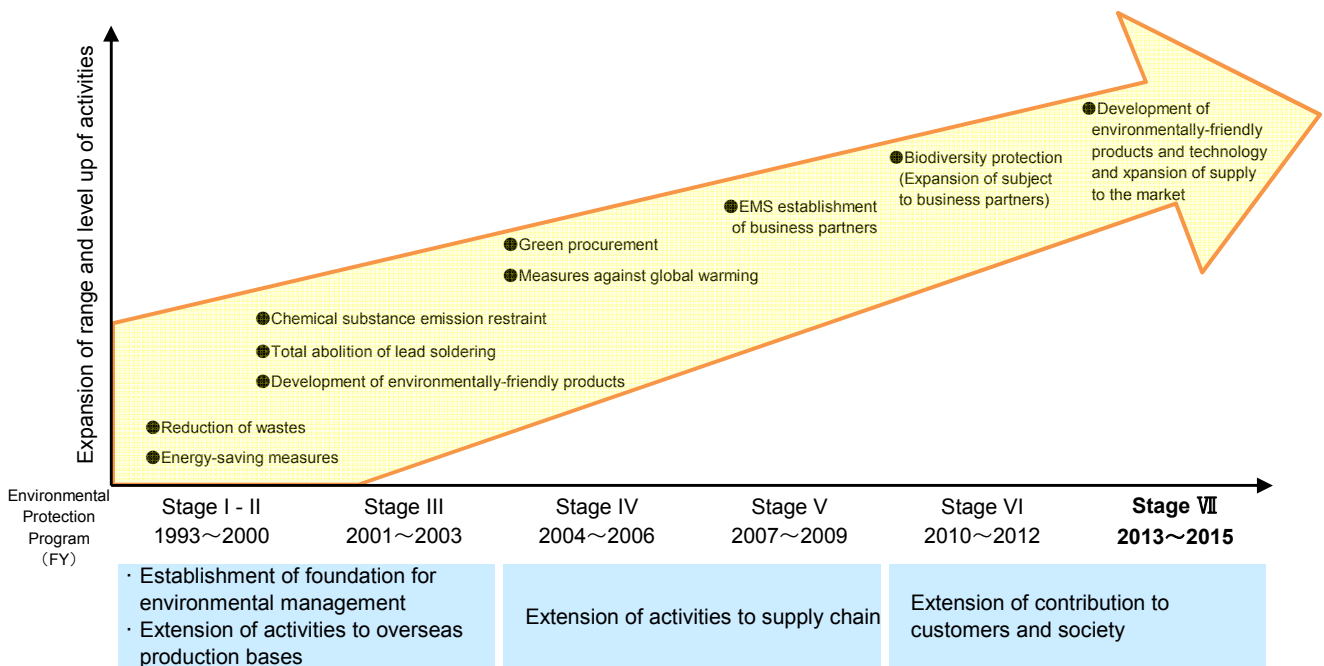 Expansion of range and level up of activities
●Development of
environmentally-friendly
products and technology
and xpansion of supply
to the market
●Biodiversity protection
(Expansion of subject
to business partners)
●EMS establishment
of business partners
●Green procurement
●Measures against global warming
●Chemical substance emission restraint
●Total abolition of lead soldering
●Development of environmentally-friendly products
●Reduction of wastes
●Energy-saving measures
Environmental
Protection
Program
（FY）
Stage I - II
1993～2000
Stage III
2001～2003
Stage IV
2004～2006
Stage V
2007～2009
Stage VI
2010～2012
Stage Ⅶ
2013～2015
・Establishment of foundation for
environmental management
・Extension of activities to overseas
production bases
Extension of activities to supply chain
Extension of contribution to
customers and society